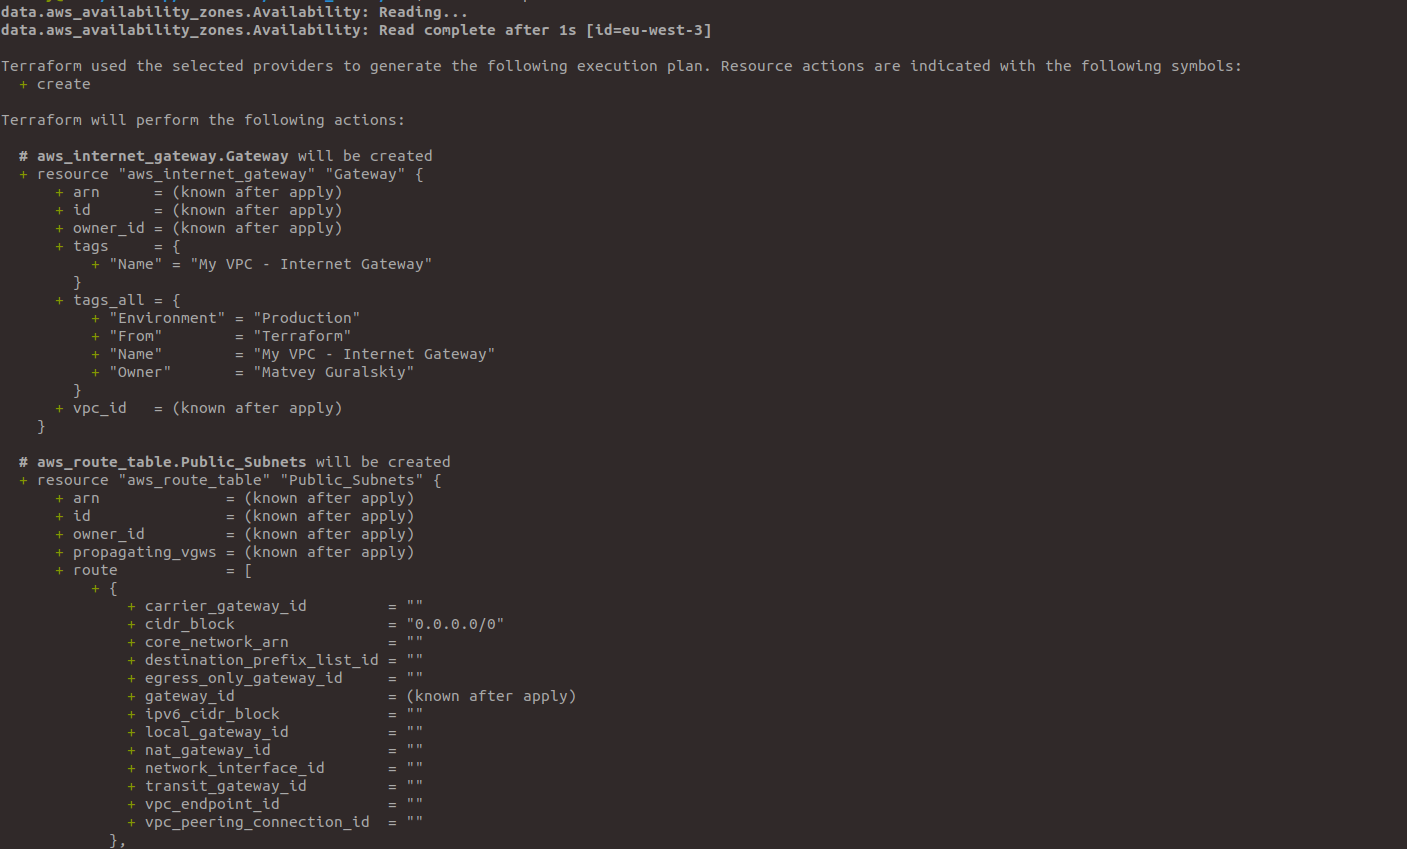 data.aws_availability_zones.Availability: Reading...
data.aws_availability_zones.Availability: Read complete after 1s [id=eu-west-3]

Terraform used the selected providers to generate the following execution plan. Resource actions are indicated with the following symbols:
  + create

Terraform will perform the following actions:

  # aws_internet_gateway.Gateway will be created
  + resource "aws_internet_gateway" "Gateway" {
      + arn      = (known after apply)
      + id       = (known after apply)
      + owner_id = (known after apply)
      + tags     = {
          + "Name" = "My VPC - Internet Gateway"
        }
      + tags_all = {
          + "Environment" = "Production"
          + "From"        = "Terraform"
          + "Name"        = "My VPC - Internet Gateway"
          + "Owner"       = "Matvey Guralskiy"
        }
      + vpc_id   = (known after apply)
    }

  # aws_route_table.Public_Subnets will be created
  + resource "aws_route_table" "Public_Subnets" {
      + arn              = (known after apply)
      + id               = (known after apply)
      + owner_id         = (known after apply)
      + propagating_vgws = (known after apply)
      + route            = [
          + {
              + carrier_gateway_id         = ""
              + cidr_block                 = "0.0.0.0/0"
              + core_network_arn           = ""
              + destination_prefix_list_id = ""
              + egress_only_gateway_id     = ""
              + gateway_id                 = (known after apply)
              + ipv6_cidr_block            = ""
              + local_gateway_id           = ""
              + nat_gateway_id             = ""
              + network_interface_id       = ""
              + transit_gateway_id         = ""
              + vpc_endpoint_id            = ""
              + vpc_peering_connection_id  = ""
            },